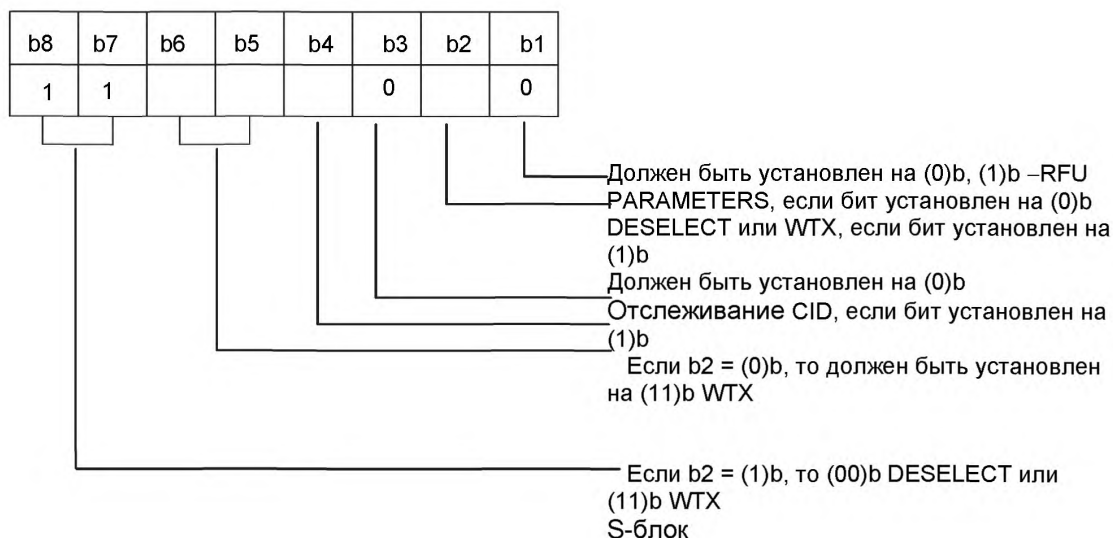 b8 b7 b6 b5 b4 b3 b2 b1
1 1 0 0
Должен быть установлен на (0)b, (1)b –RFU
PARAMETERS, если бит установлен на (0)b
DESELECT или WTX, если бит установлен на
(1)b
Должен быть установлен на (0)b
Отслеживание CID, если бит установлен на
(1)b
Если b2 = (0)b, то должен быть установлен
на (11)b WTX
Если b2 = (1)b, то (00)b DESELECT или
(11)b WTX
S-блок